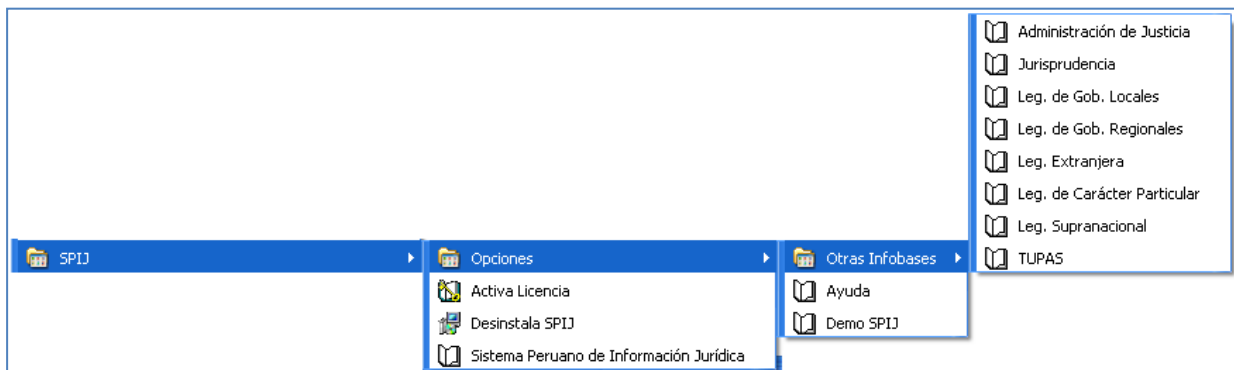 SPIJ
Opciones
Activa Licencia
Desinstala SPIJ
Sistema Peruano de Información Jurídica
Otras Infobases
Ayuda
Demo SPIJ
Administración de Justicia
Jurisprudencia
Leg. de Gob. Locales
Leg. de Gob. Regionales
Leg. Extranjera
Leg. de Carácter Particular
Leg. Supranacional
TUPAS